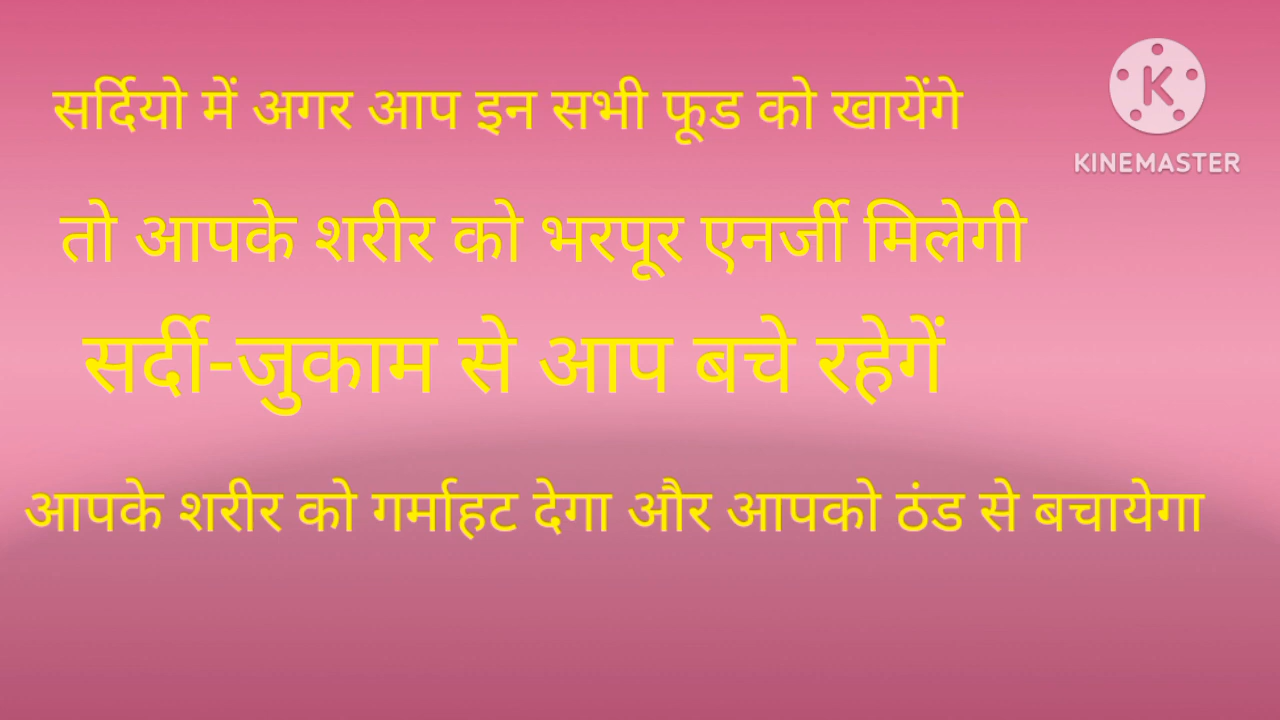 सर्दियो में अगर आप इन सभी फूड को खायेंगे
K
KINEMASTER
तो आपके शरीर को भरपूर एनर्जी मिलेगी
सर्दी-जुकाम से आप बचे रहेगें
आपके शरीर को गर्माहट देगा और आपको ठंड से बचायेगा